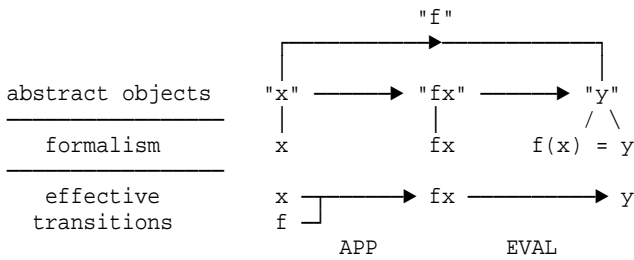 "f"
abstract objects "x" "fx" "y"
formalism x fx f(x) = y
effective x fx y
transitions f
APP EVAL